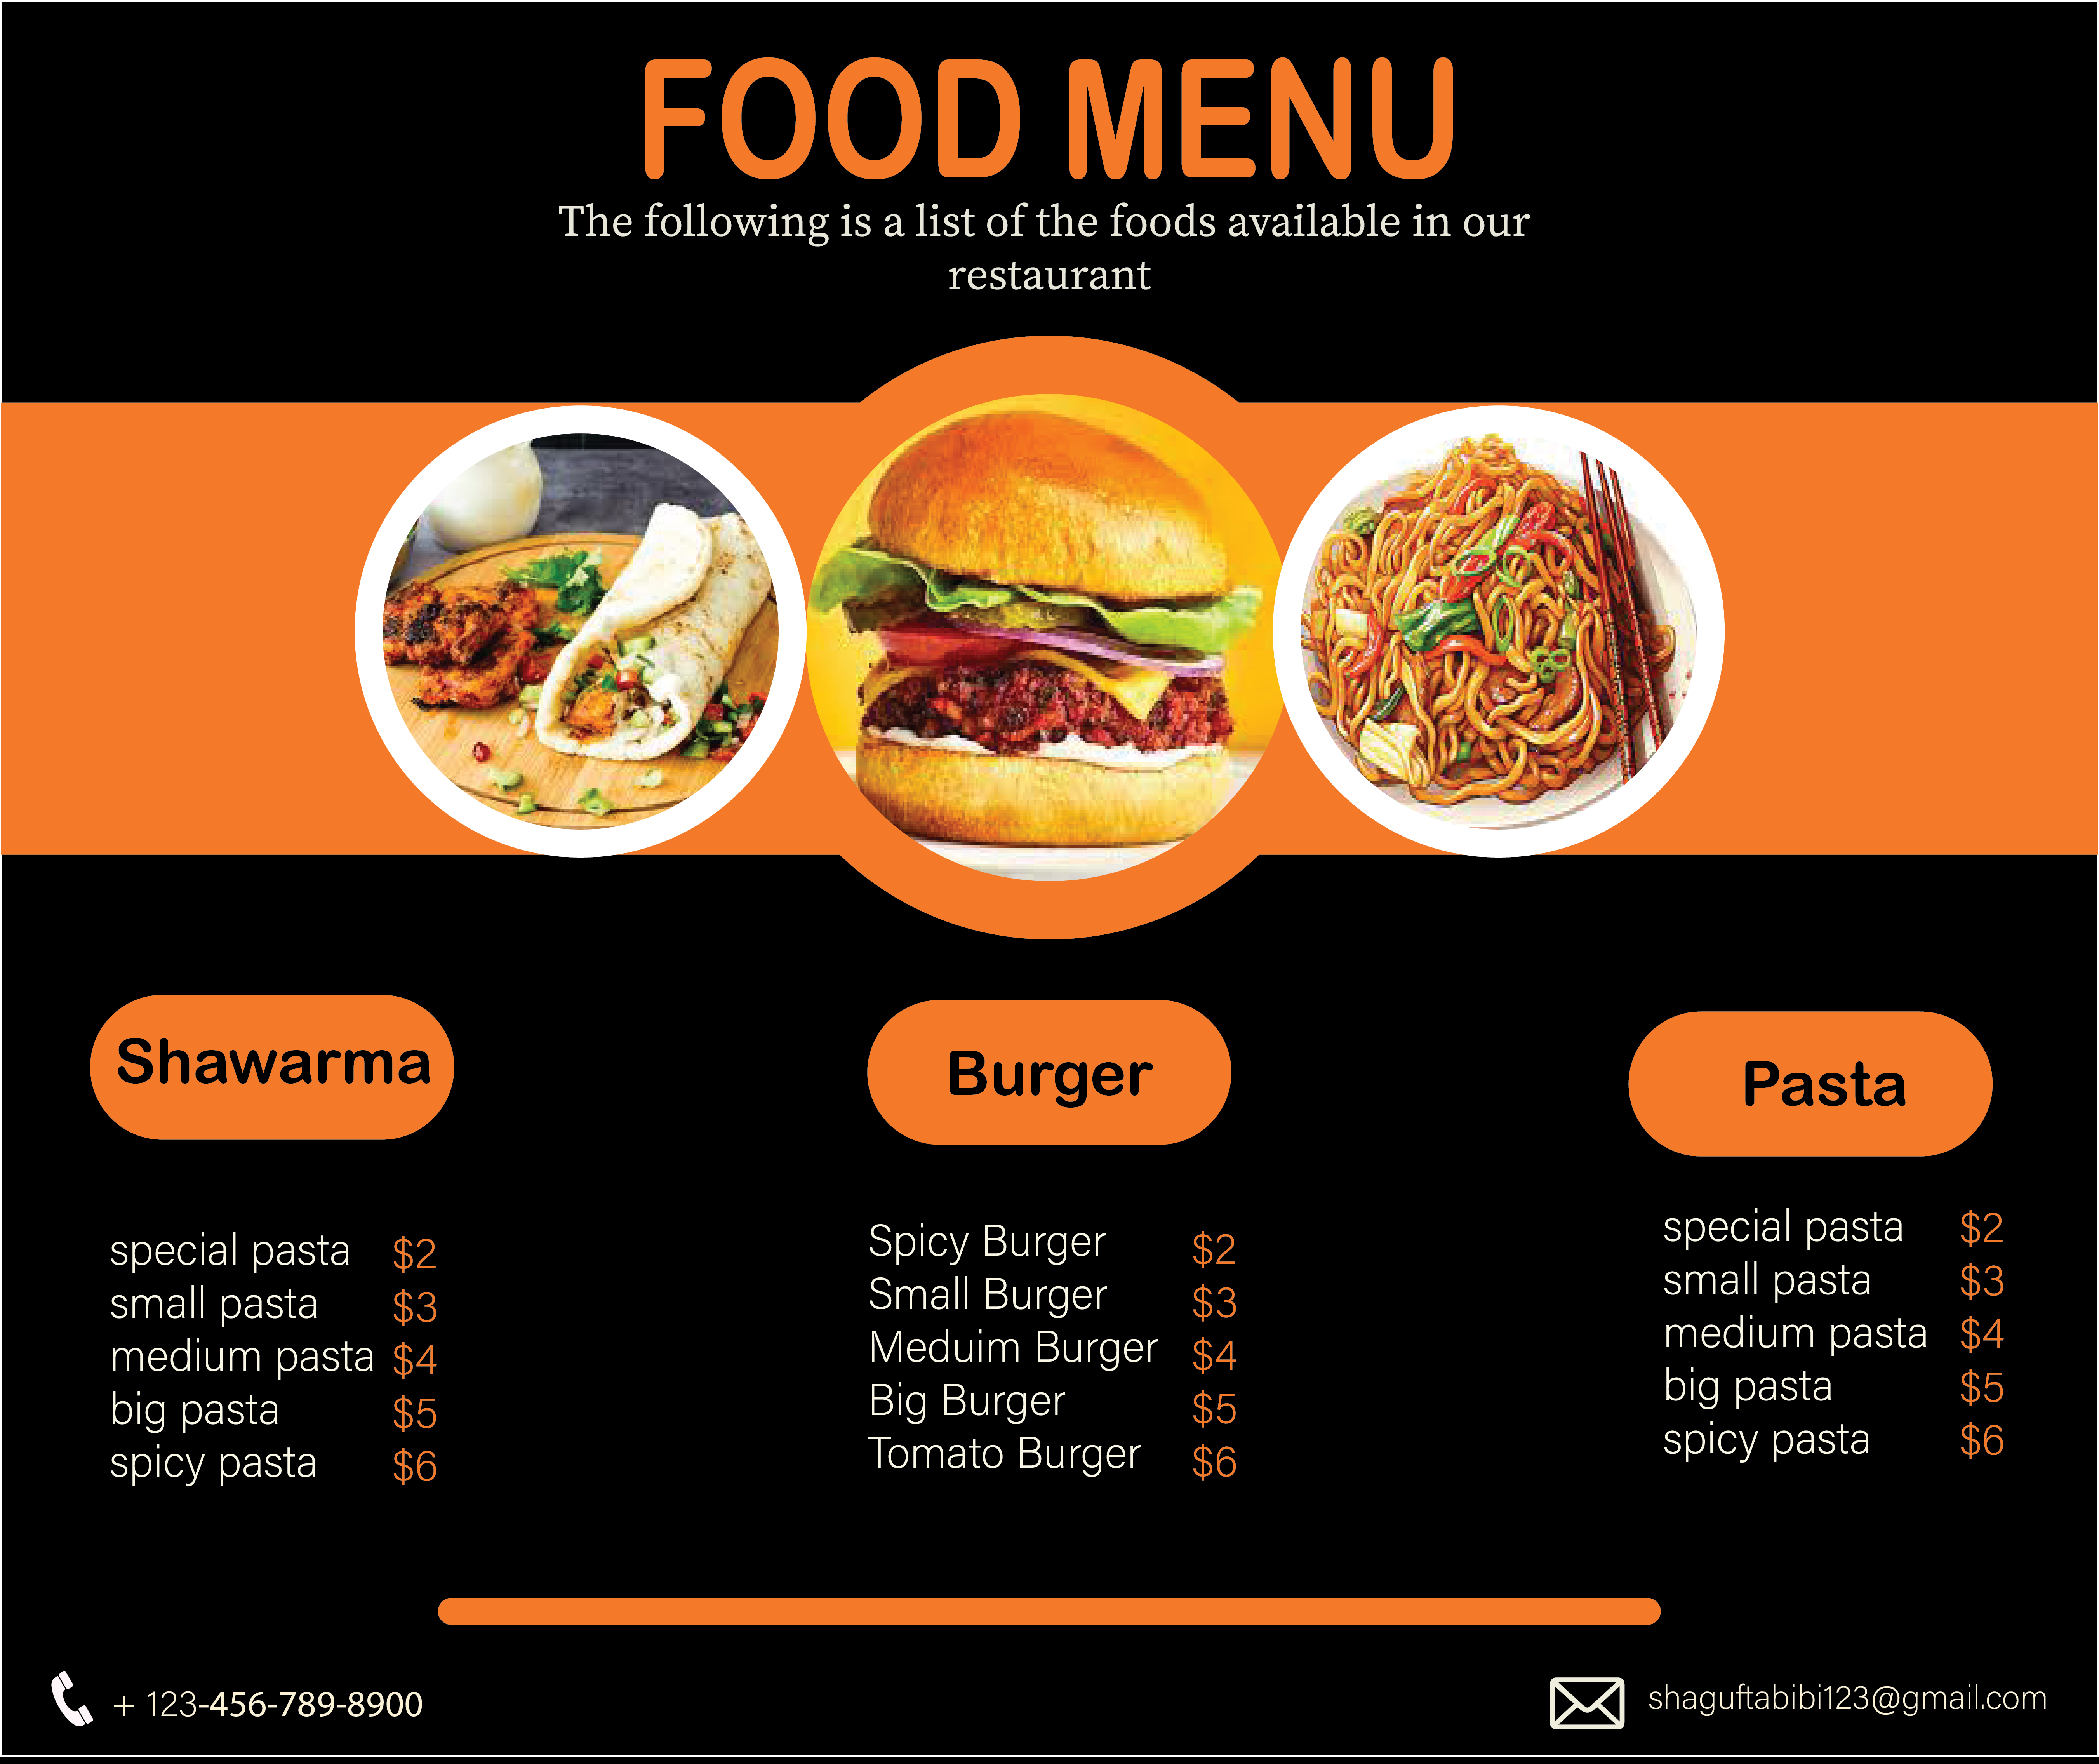 FOOD MENU
The following is a list of the foods available in our
restaurant
Shawarma
special pasta $2
small pasta $3
medium pasta $4
big pasta $5
spicy pasta $6
Burger
Spicy Burger $2
Small Burger $3
Meduim Burger $4
Big Burger $5
Tomato Burger $6
Pasta
special pasta $2
small pasta $3
medium pasta $4
big pasta $5
spicy pasta $6
+ 123-456-789-8900
shaguftabibi123@gmail.com